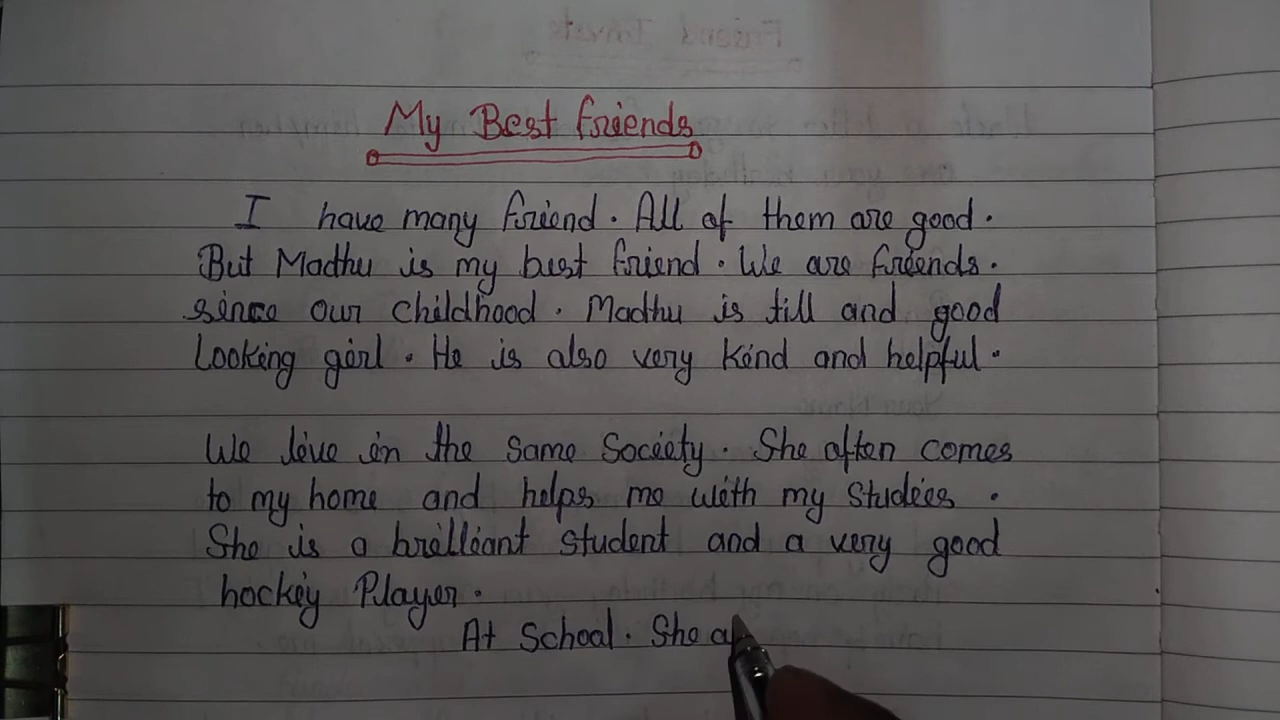 My Best friends
I have many friend. All of them are good.
But Madhu is my best friend. We are friends.
since our childhood. Madhu is till and good
Looking girl. He is also very kind and helpful.
We live in the same Society. She often comes
to my home and helps me with my studies.
She is a brilliant student and a very good
hockey Player.
At School. She